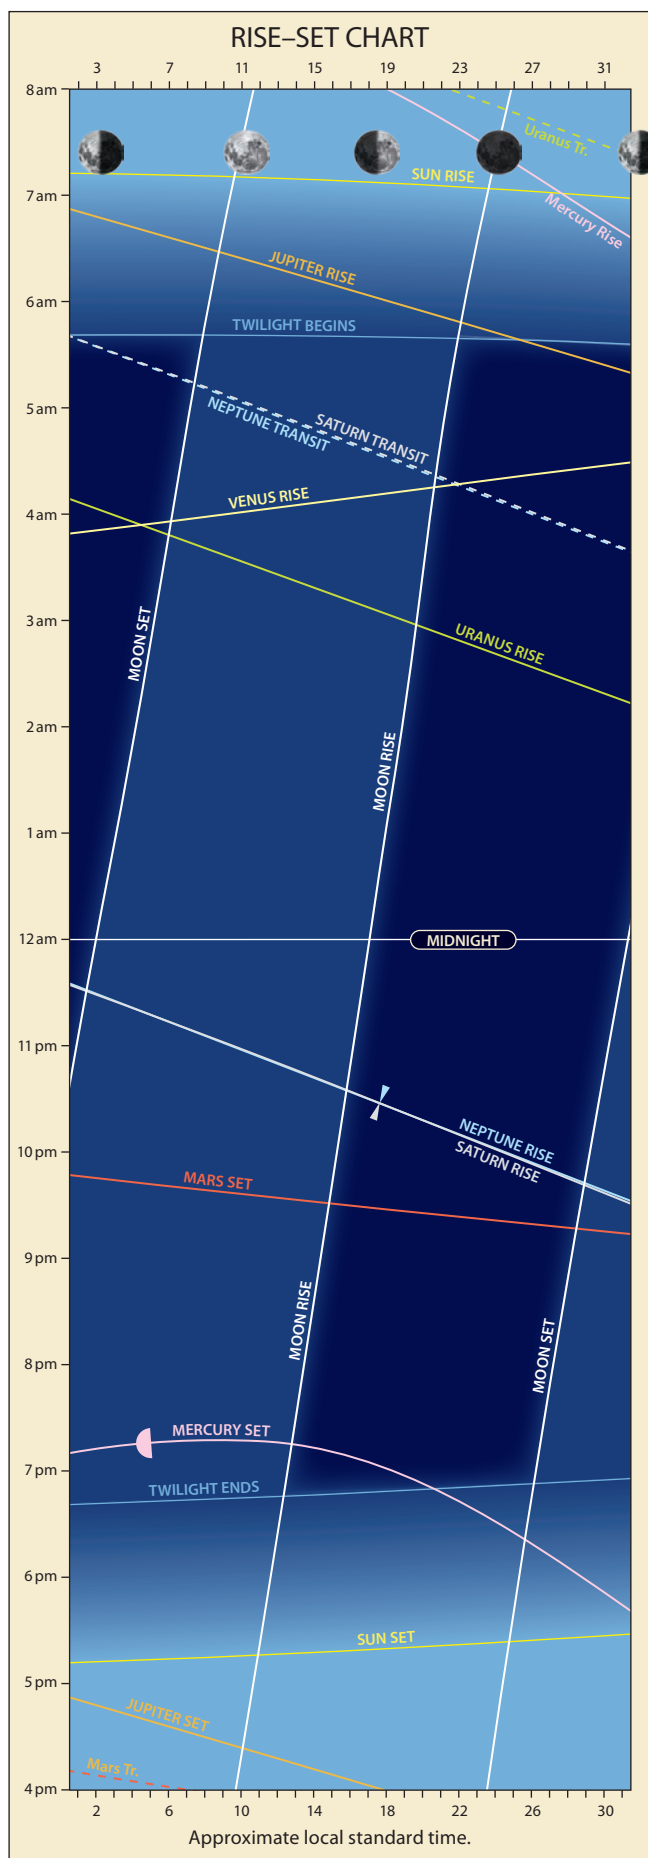 RISE–SET CHART
3 7 11 15 19 23 27 31
8 am
Uranus Tr.
SUN RISE
7 am
Mercury Rise
JUPITER RISE
6 am
TWILIGHT BEGINS
5 am
NEPTUNE TRANSIT
SATURN TRANSIT
VENUS RISE
4 am
MOON SET
3 am
URANUS RISE
2 am
MOON RISE
1 am
12 am
MIDNIGHT
11 pm
NEPTUNE RISE
SATURN RISE
10 pm
MARS SET
9 pm
MOON RISE
MOON SET
8 pm
MERCURY SET
7 pm
TWILIGHT ENDS
6 pm
SUN SET
5 pm
JUPITER SET
Mars Tr.
4 pm
2 6 10 14 18 22 26 30
Approximate local standard time.